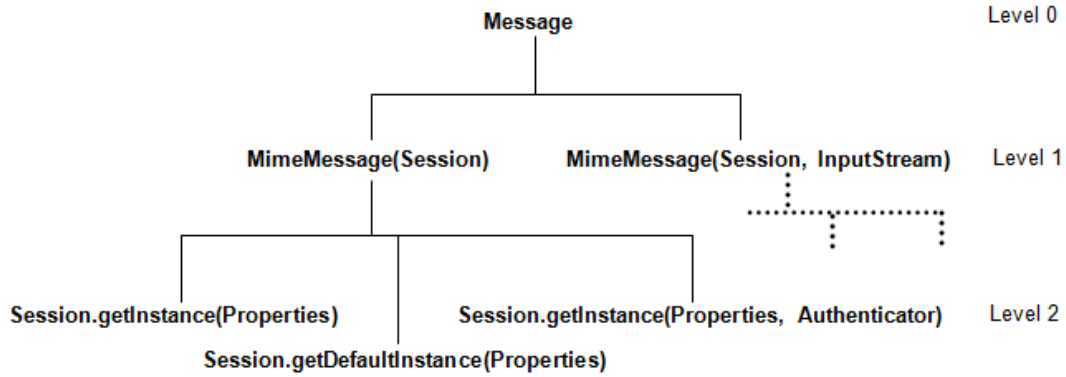 Message Level 0
MimeMessage(Session) MimeMessage(Session, InputStream) Level 1
Session.getInstance(Properties) Session.getInstance(Properties, Authenticator) Level 2
Session.getDefaultInstance(Properties)